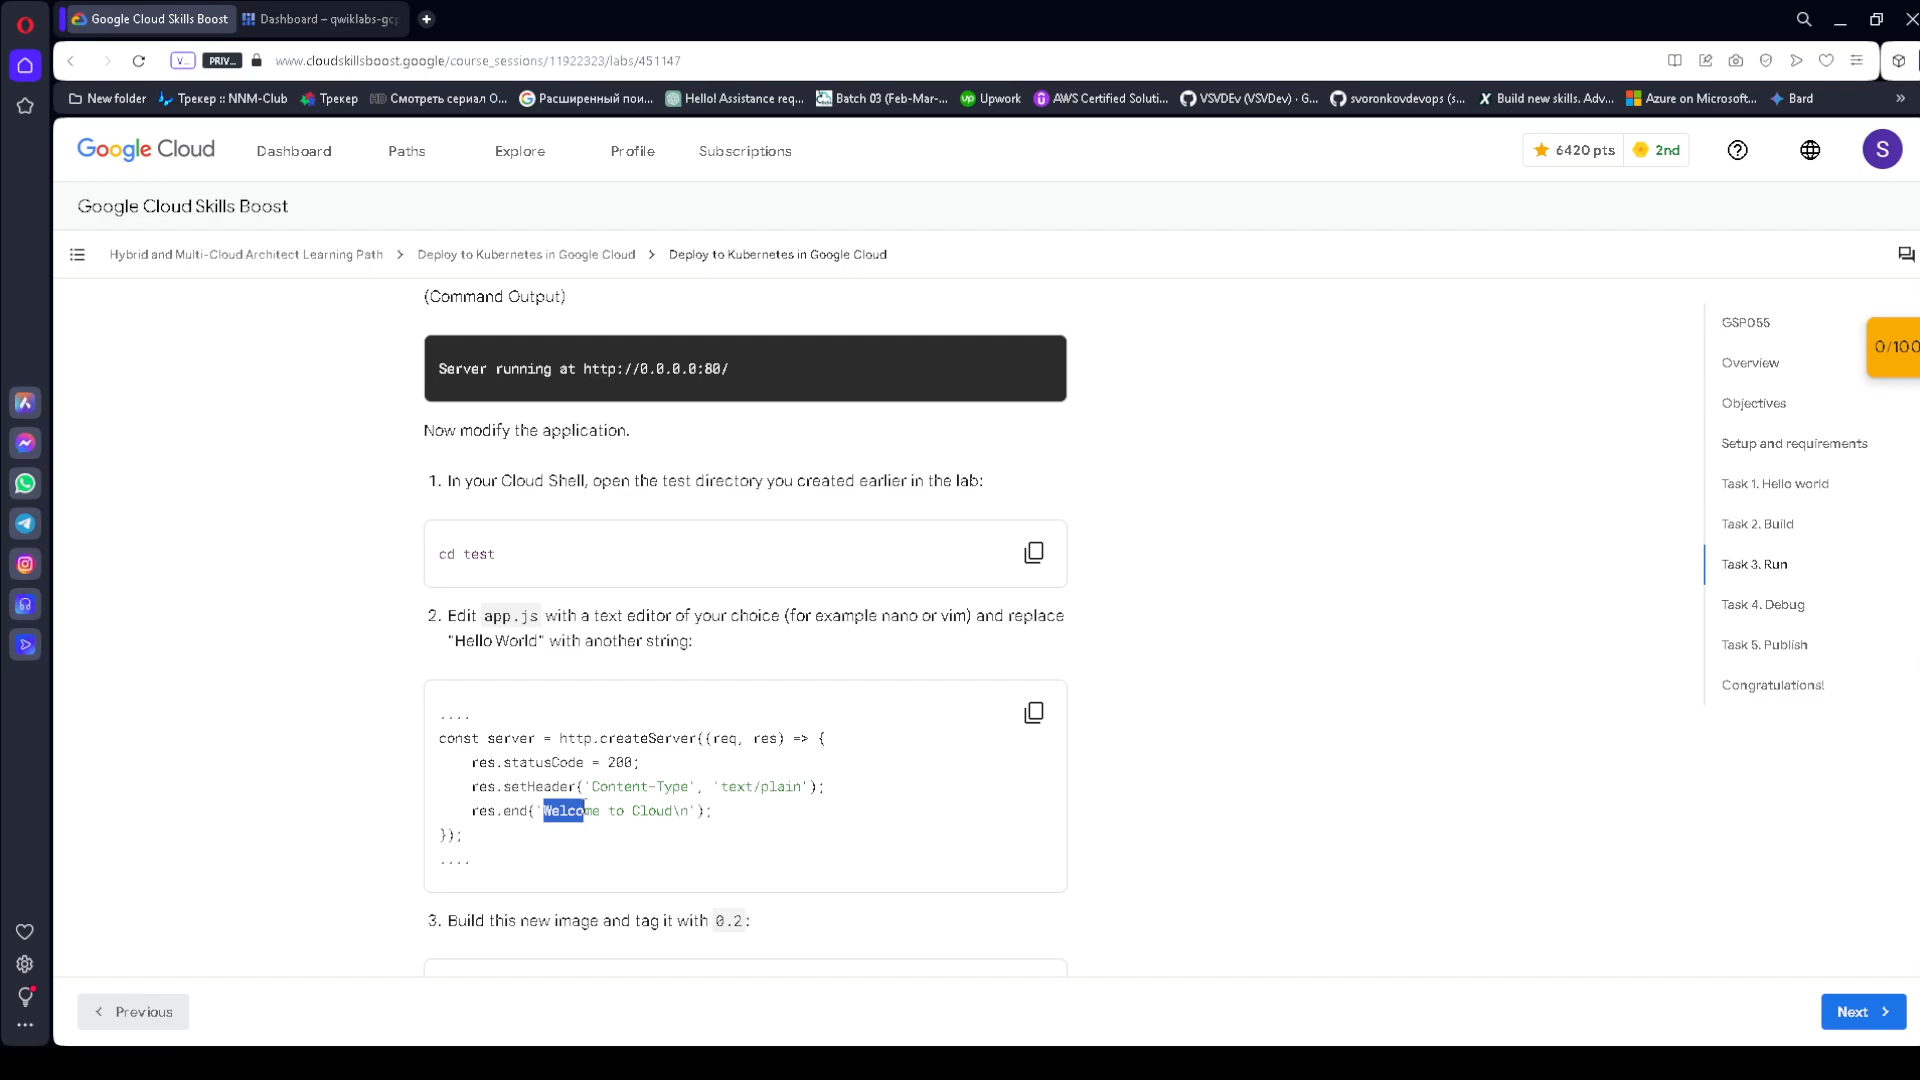 Google Cloud Skills Boost
Dashboard – qwiklabs-gcp
V... PRIV... www.cloudskillsboost.google/course_sessions/11922323/labs/451147
New folder Трекер :: NNM-Club Трекер HD Смотреть сериал О... Расширенный пои... Hello! Assistance req... Batch 03 (Feb-Mar-... up Upwork AWS Certified Soluti... VSVDEv (VSVDev) · G... svoronkovdevops (s... X Build new skills. Adv... Azure on Microsoft... Bard »
Google Cloud Dashboard Paths Explore Profile Subscriptions 6420 pts 2nd S
Google Cloud Skills Boost
Hybrid and Multi-Cloud Architect Learning Path > Deploy to Kubernetes in Google Cloud > Deploy to Kubernetes in Google Cloud
(Command Output)
Server running at http://0.0.0.0:80/
Now modify the application.
1. In your Cloud Shell, open the test directory you created earlier in the lab:
cd test
2. Edit app.js with a text editor of your choice (for example nano or vim) and replace
"Hello World" with another string:
....
const server = http.createServer((req, res) => {
res.statusCode = 200;
res.setHeader('Content-Type', 'text/plain');
res.end('Welcome to Cloud\n');
});
....
3. Build this new image and tag it with 0.2:
GSP055
Overview
Objectives
Setup and requirements
Task 1. Hello world
Task 2. Build
Task 3. Run
Task 4. Debug
Task 5. Publish
Congratulations!
0/100
< Previous
Next >